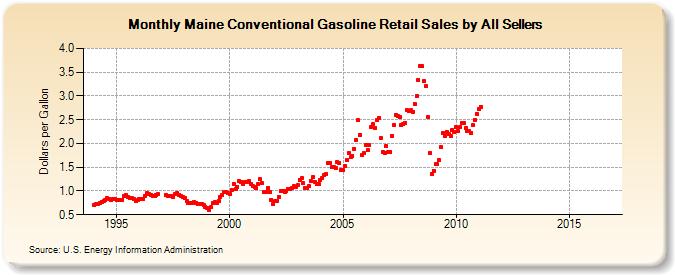 Monthly Maine Conventional Gasoline Retail Sales by All Sellers
Dollars per Gallon
4.0
3.5
3.0
2.5
2.0
1.5
1.0
0.5
1995 2000 2005 2010 2015
Source: U.S. Energy Information Administration